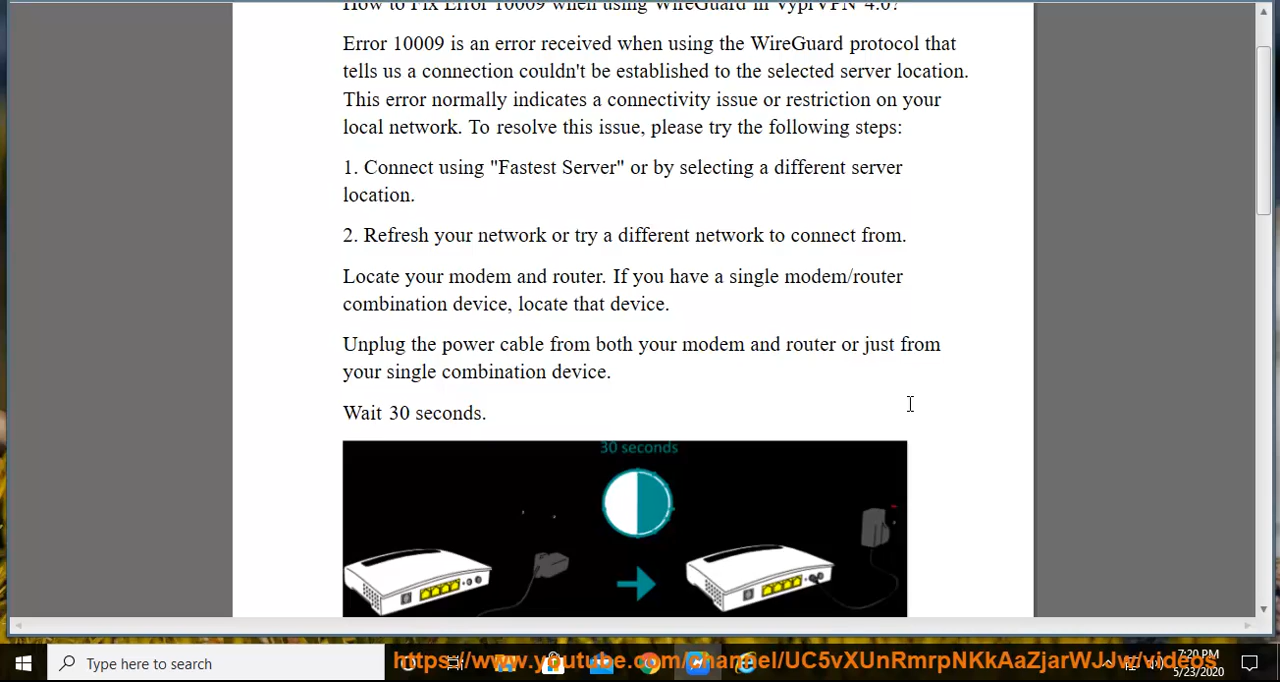 How to Fix Error 10009 when using WireGuard in VyprVPN 4.0?
Error 10009 is an error received when using the WireGuard protocol that
tells us a connection couldn't be established to the selected server location.
This error normally indicates a connectivity issue or restriction on your
local network. To resolve this issue, please try the following steps:
1. Connect using "Fastest Server" or by selecting a different server
location.
2. Refresh your network or try a different network to connect from.
Locate your modem and router. If you have a single modem/router
combination device, locate that device.
Unplug the power cable from both your modem and router or just from
your single combination device.
Wait 30 seconds.
30 seconds
Type here to search
https://www.youtube.com/channel/UC5vXUnRmrpNKkAaZjarWJJw/videos
7:20 PM
5/23/2020